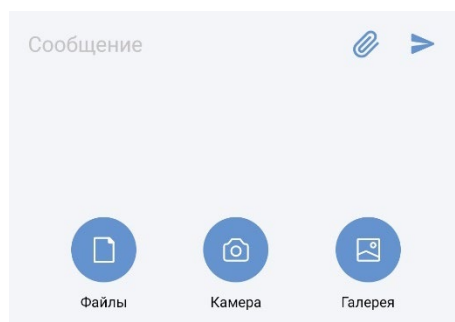 Сообщение
Файлы Камера Галерея